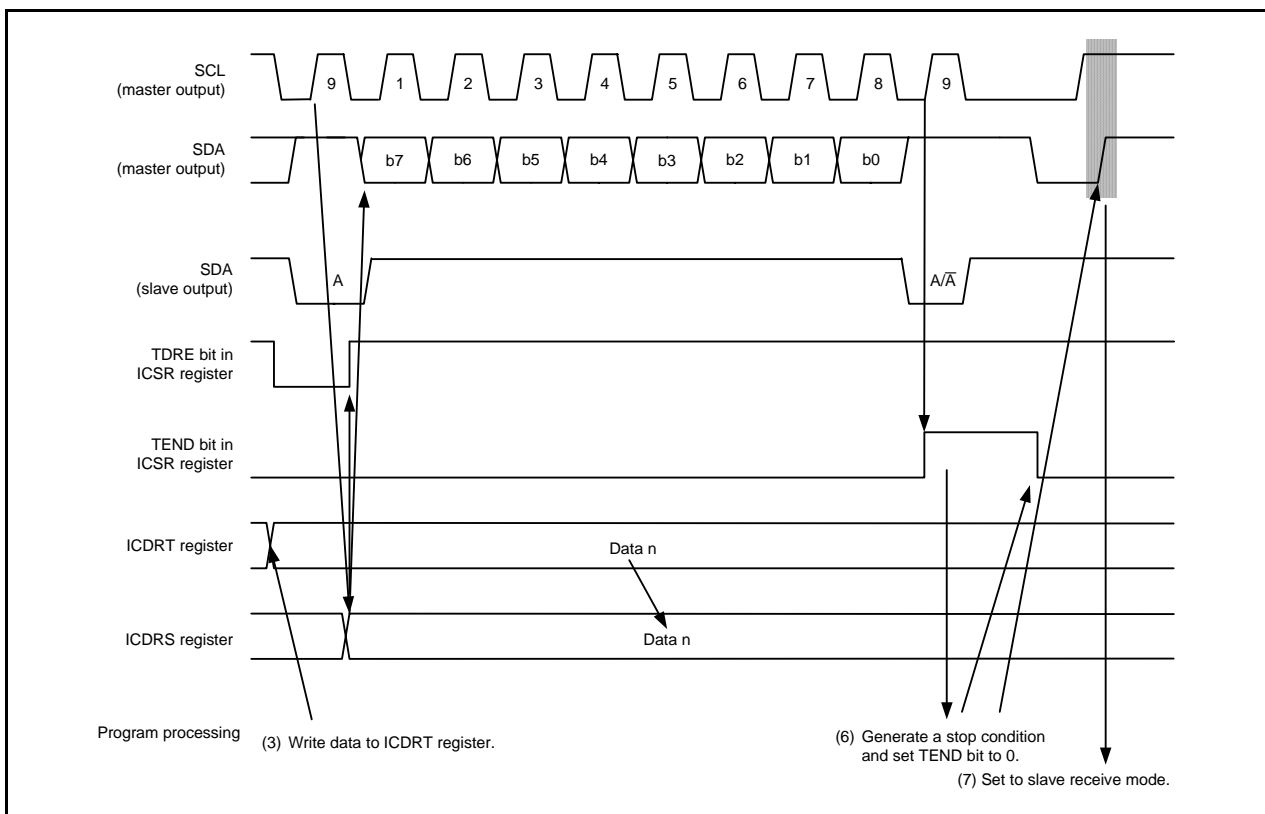 SCL
(master output)
9 1 2 3 4 5 6 7 8 9
SDA
(master output)
b7 b6 b5 b4 b3 b2 b1 b0
SDA
(slave output)
A A/A̅
TDRE bit in
ICSR register
TEND bit in
ICSR register
ICDRT register
Data n
ICDRS register
Data n
Program processing
(3) Write data to ICDRT register.
(6) Generate a stop condition
and set TEND bit to 0.
(7) Set to slave receive mode.